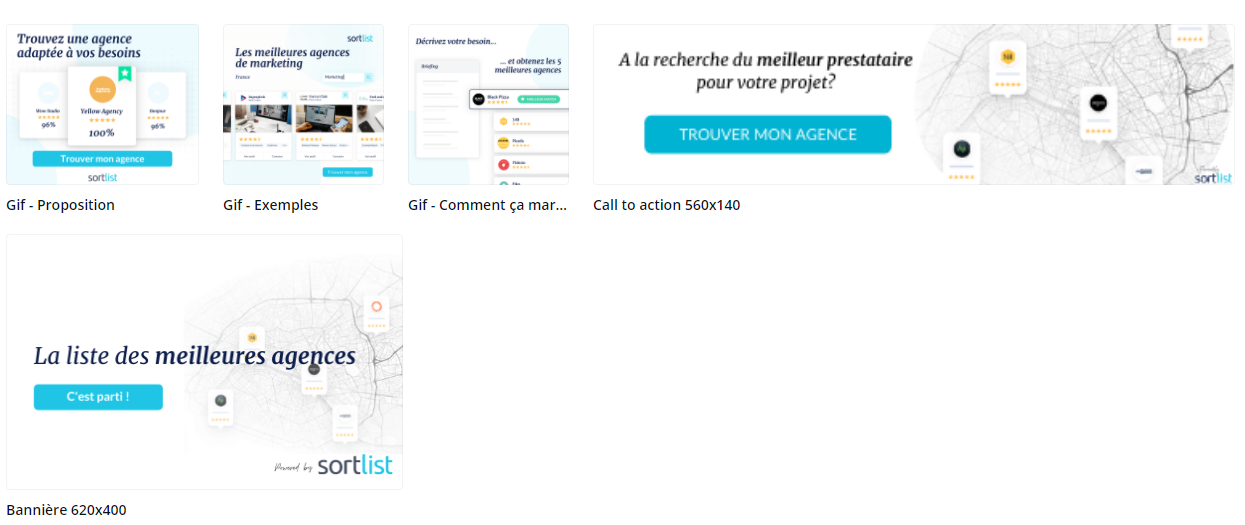 Trouvez une agence
adaptée à vos besoins
Wow Studio
96%
Yellow Agency
100%
Bonjour
96%
Trouver mon agence
sortlist
Gif - Proposition
sortlist
Les meilleures agences
de marketing
France
Marketing
Trouver mon agence
Gif - Exemples
Décrivez votre besoin...
... et obtenez les 5
meilleures agences
Briefing
Black Pizza
Gif - Comment ça mar...
A la recherche du meilleur prestataire
pour votre projet?
TROUVER MON AGENCE
sortlist
Call to action 560x140
La liste des meilleures agences
C'est parti !
Powered by sortlist
Bannière 620x400